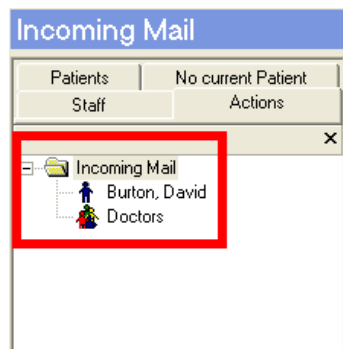 Incoming Mail
Patients No current Patient
Staff Actions
Incoming Mail
Burton, David
Doctors